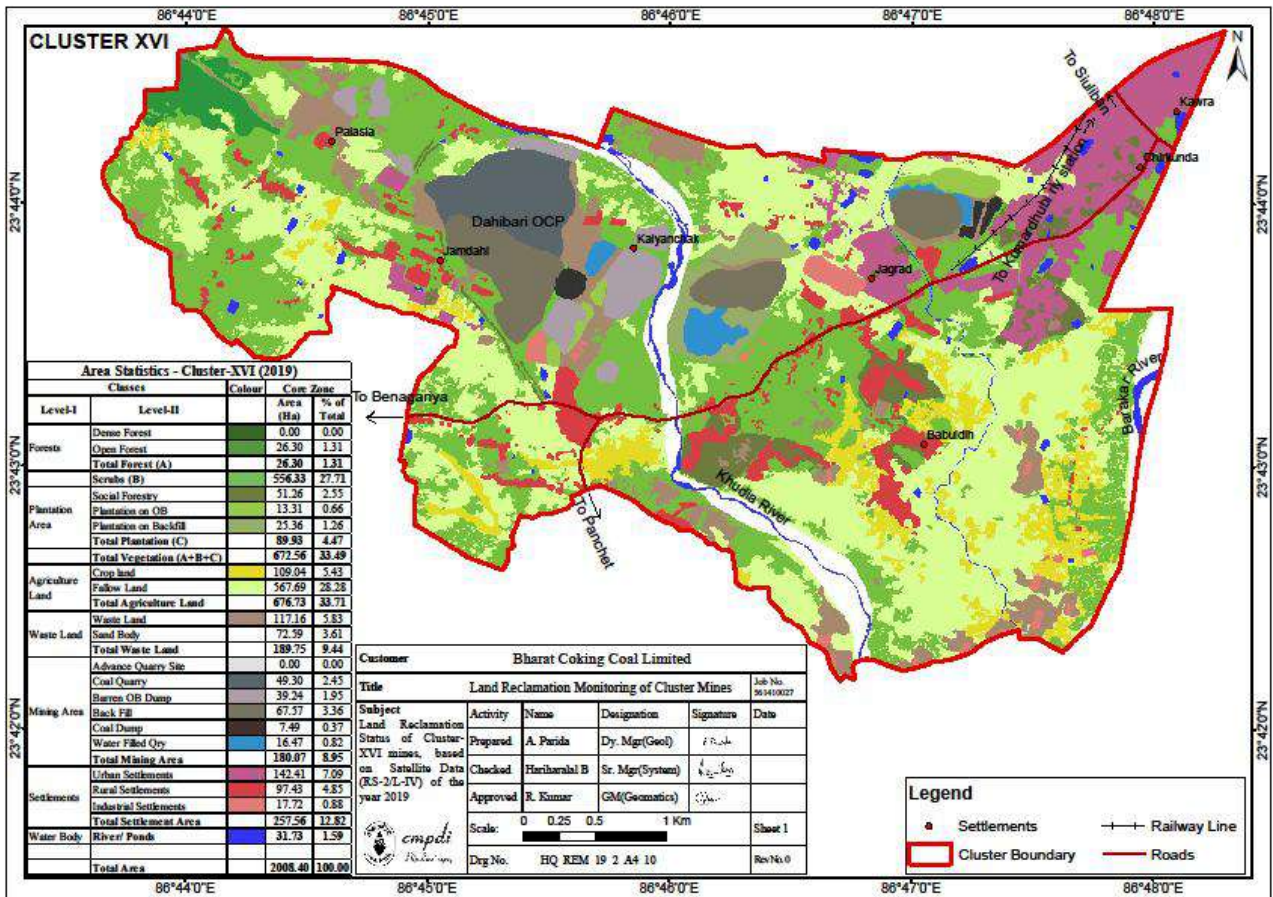 86°44'0"E 86°45'0"E 86°46'0"E 86°47'0"E 86°48'0"E
CLUSTER XVI
N
To Siuliban
Kawra
Palasia
Chirkunda
23°44'0"N 23°44'0"N
Dahibari OCP
To Kumardhubi rly station
Kalyanchak
Jamdahi
Jagrad
Barakar River
To Benagariya
Babuldih
23°43'0"N 23°43'0"N
Khudia River
To Panchet
Area Statistics - Cluster-XVI (2019)
Classes Colour Core Zone
Level-I Level-II Area (Ha) % of Total
Forests
Dense Forest 0.00 0.00
Open Forest 26.30 1.31
Total Forest (A) 26.30 1.31
Scrubs (B) 556.33 27.71
Plantation Area
Social Forestry 51.26 2.55
Plantation on OB 13.31 0.66
Plantation on Backfill 25.36 1.26
Total Plantation (C) 89.93 4.47
Total Vegetation (A+B+C) 672.56 33.49
Agriculture Land
Crop land 109.04 5.43
Fallow Land 567.69 28.28
Total Agriculture Land 676.73 33.71
Waste Land
Waste Land 117.16 5.83
Sand Body 72.59 3.61
Total Waste Land 189.75 9.44
Mining Area
Advance Quarry Site 0.00 0.00
Coal Quarry 49.30 2.45
Barren OB Dump 39.24 1.95
Back Fill 67.57 3.36
Coal Dump 7.49 0.37
Water Filled Qry 16.47 0.82
Total Mining Area 180.07 8.95
Settlements
Urban Settlements 142.41 7.09
Rural Settlements 97.43 4.85
Industrial Settlements 17.72 0.88
Total Settlement Area 257.56 12.82
Water Body River/ Ponds 31.73 1.59
Total Area 2008.40 100.00
23°42'0"N 23°42'0"N
Customer Bharat Coking Coal Limited
Title Land Reclamation Monitoring of Cluster Mines Job No. 561410027
Subject
Land Reclamation
Status of Cluster-
XVI mines, based
on Satellite Data
(RS-2/L-IV) of the
year 2019
cmpdi
Activity Name Designation Signature Date
Prepared A. Parida Dy. Mgr(Geol)
Checked Hariharalal B Sr. Mgr(System)
Approved R. Kumar GM(Geomatics)
Scale: 0 0.25 0.5 1 Km Sheet 1
Drg No. HQ REM 19 2 A4 10 Rev No.0
Legend
Settlements Railway Line
Cluster Boundary Roads
86°44'0"E 86°45'0"E 86°46'0"E 86°47'0"E 86°48'0"E